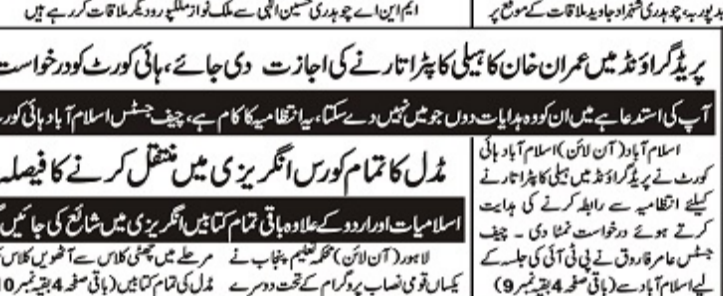 ید پورہ، چوہدری شہزاد جاوید ملاقات کے موقع پر
ایم این اے چوہدری حسین الٰہی سے ملک نواز ملکپور و دیگر ملاقات کر رہے ہیں
پریڈ گراؤنڈ میں عمران خان کا ہیلی کاپٹر اتارنے کی اجازت دی جائے، ہائی کورٹ کو درخواست
آپ کی استدعا ہے میں ان کو وہ ہدایات دوں جو میں نہیں دے سکتا، یہ انتظامیہ کا کام ہے، چیف جسٹس اسلام آباد ہائی کور
اسلام آباد (آن لائن) اسلام آباد ہائی
کورٹ نے پریڈ گراؤنڈ میں ہیلی کاپٹر اتارنے
کیلئے انتظامیہ سے رابطہ کرنے کی ہدایت
کرتے ہوئے درخواست نمٹا دی۔ چیف
جسٹس عامر فاروق نے پی ٹی آئی کی جلسہ کے
لیے اسلام آباد سے (باقی صفحہ 4 بقیہ نمبر 9)
مڈل کا تمام کورس انگریزی میں منتقل کرنے کا فیصلہ
اسلامیات اور اردو کے علاوہ باقی تمام کتابیں انگریزی میں شائع کی جائیں
لاہور (آن لائن) محکمہ تعلیم پنجاب نے
یکساں قومی نصاب پروگرام کے تحت دوسرے
مرحلے میں چھٹی کلاس سے آٹھویں کلاس
مڈل کی تمام کتابیں (باقی صفحہ 4 بقیہ نمبر 10